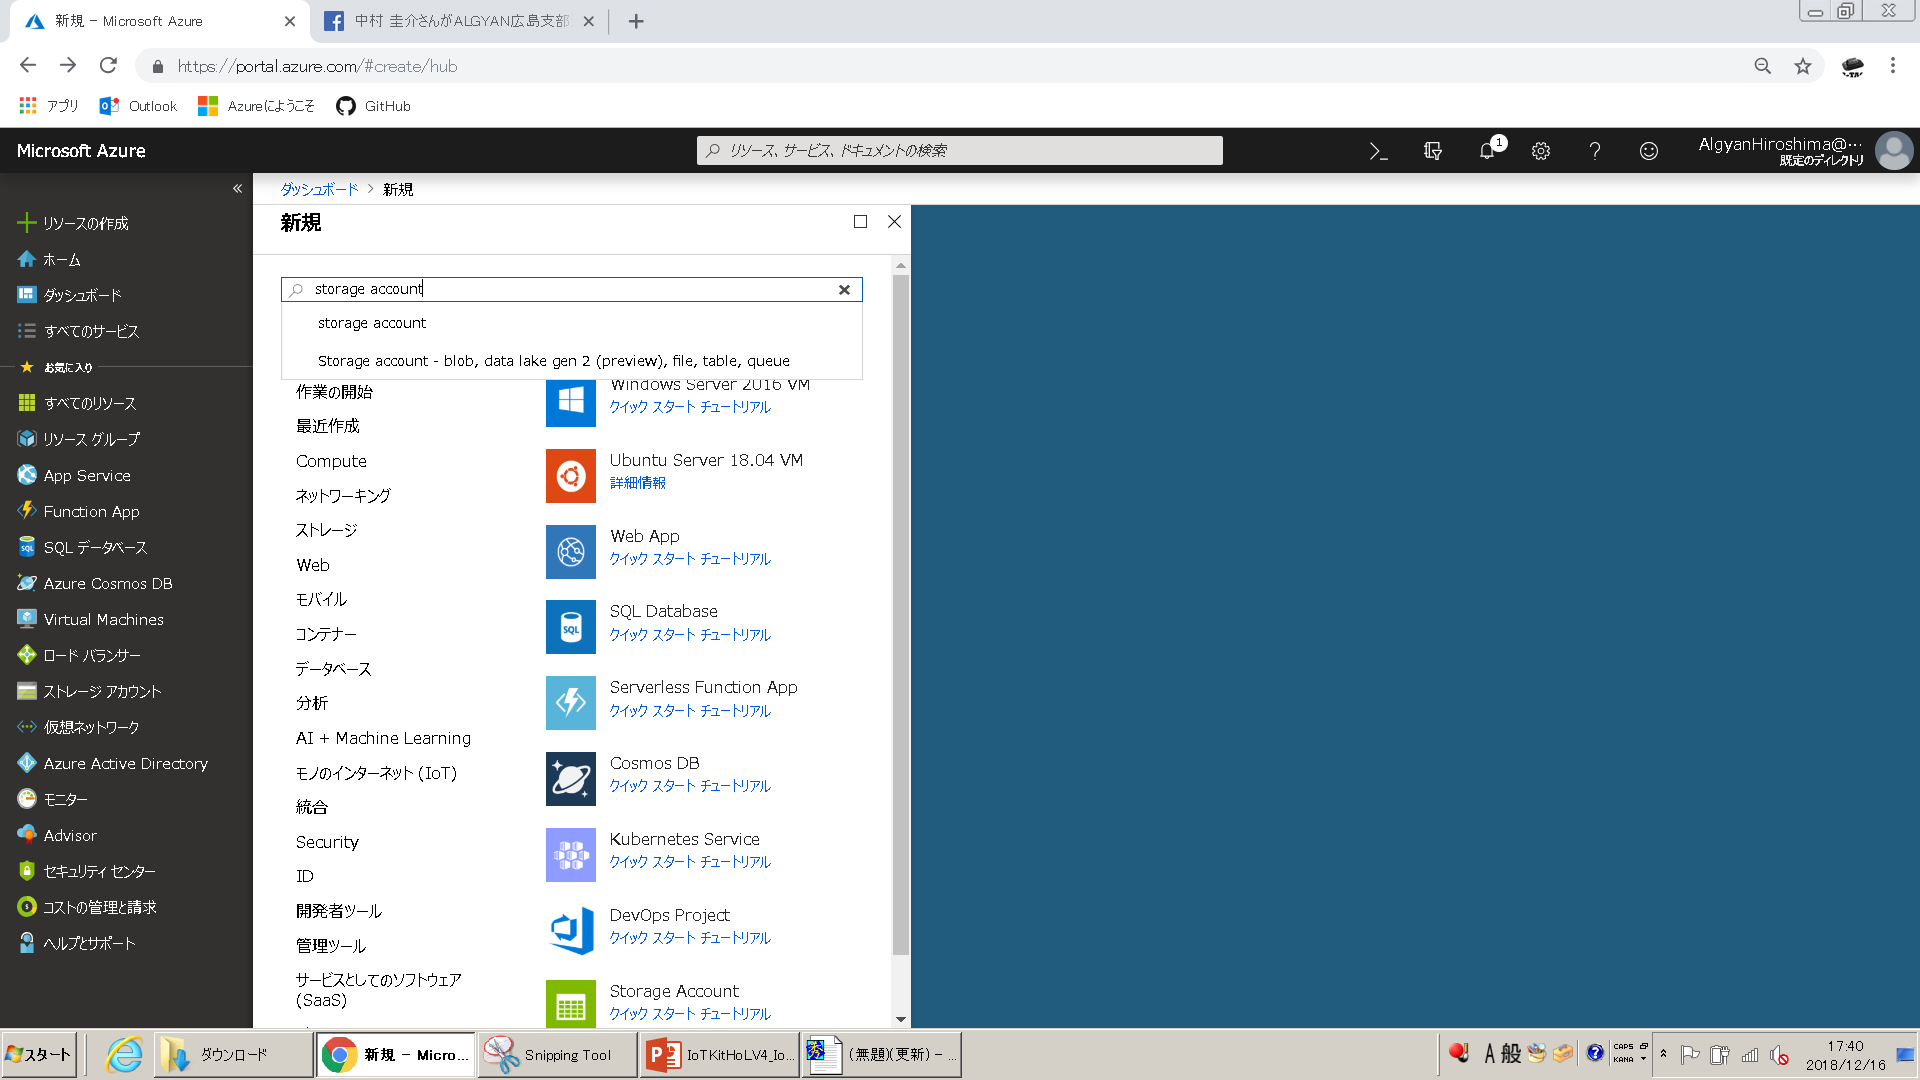 新規 - Microsoft Azure
中村 圭介さんがALGYAN広島支部
https://portal.azure.com/#create/hub
アプリ
Outlook
Azureにようこそ
GitHub
Microsoft Azure
リソース、サービス、ドキュメントの検索
1
AlgyanHiroshima@...
既定のディレクトリ
ダッシュボード > 新規
リソースの作成
ホーム
ダッシュボード
すべてのサービス
お気に入り
すべてのリソース
リソース グループ
App Service
Function App
SQL データベース
Azure Cosmos DB
Virtual Machines
ロード バランサー
ストレージ アカウント
仮想ネットワーク
Azure Active Directory
モニター
Advisor
セキュリティ センター
コストの管理と請求
ヘルプとサポート
新規
storage account
storage account
Storage account - blob, data lake gen 2 (preview), file, table, queue
作業の開始
最近作成
Compute
ネットワーキング
ストレージ
Web
モバイル
コンテナー
データベース
分析
AI + Machine Learning
モノのインターネット (IoT)
統合
Security
ID
開発者ツール
管理ツール
サービスとしてのソフトウェア
(SaaS)
Windows Server 2016 VM
クイック スタート チュートリアル
Ubuntu Server 18.04 VM
詳細情報
Web App
クイック スタート チュートリアル
SQL Database
クイック スタート チュートリアル
Serverless Function App
クイック スタート チュートリアル
Cosmos DB
クイック スタート チュートリアル
Kubernetes Service
クイック スタート チュートリアル
DevOps Project
クイック スタート チュートリアル
Storage Account
クイック スタート チュートリアル
スタート
ダウンロード
新規 - Micro...
Snipping Tool
IoTKitHoLV4_Io...
(無題)(更新) - ...
A 般
CAPS
KANA
17:40
2018/12/16